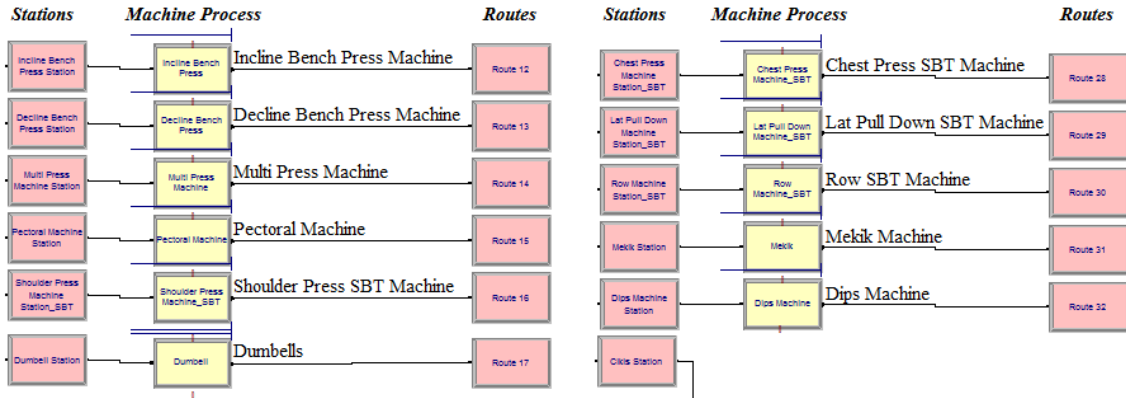 Stations Machine Process Routes
Incline Bench
Press Station
Incline Bench
Press
Incline Bench Press Machine
Route 12
Decline Bench
Press Station
Decline Bench
Press
Decline Bench Press Machine
Route 13
Multi Press
Machine Station
Multi Press
Machine
Multi Press Machine
Route 14
Pectoral Machine
Station
Pectoral Machine
Pectoral Machine
Route 15
Shoulder Press
Machine
Station_SBT
Shoulder Press
Machine_SBT
Shoulder Press SBT Machine
Route 16
Dumbell Station
Dumbell
Dumbells
Route 17
Stations Machine Process Routes
Chest Press
Machine
Station_SBT
Chest Press
Machine_SBT
Chest Press SBT Machine
Route 28
Lat Pull Down
Machine
Station_SBT
Lat Pull Down
Machine_SBT
Lat Pull Down SBT Machine
Route 29
Row Machine
Station_SBT
Row
Machine_SBT
Row SBT Machine
Route 30
Mekik Station
Mekik
Mekik Machine
Route 31
Dips Machine
Station
Dips Machine
Dips Machine
Route 32
Cikis Station